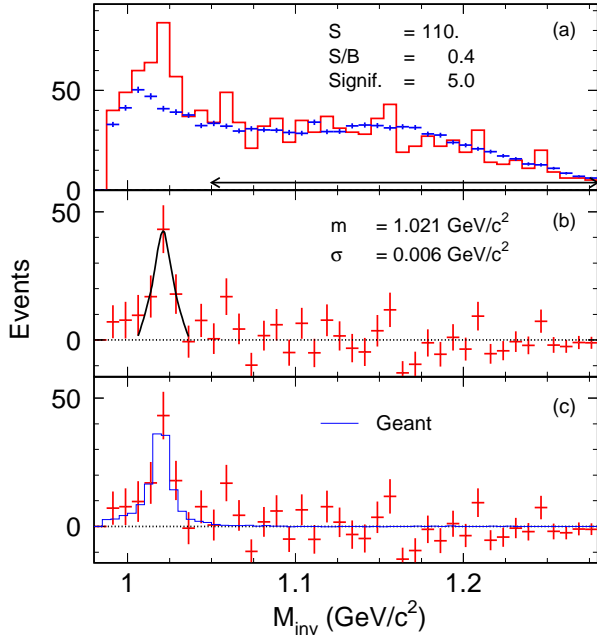 (a)
S = 110.
S/B = 0.4
Signif. = 5.0
50
0
(b)
m = 1.021 GeV/c²
σ = 0.006 GeV/c²
50
0
Events
(c)
Geant
50
0
1 1.1 1.2
M_inv (GeV/c²)